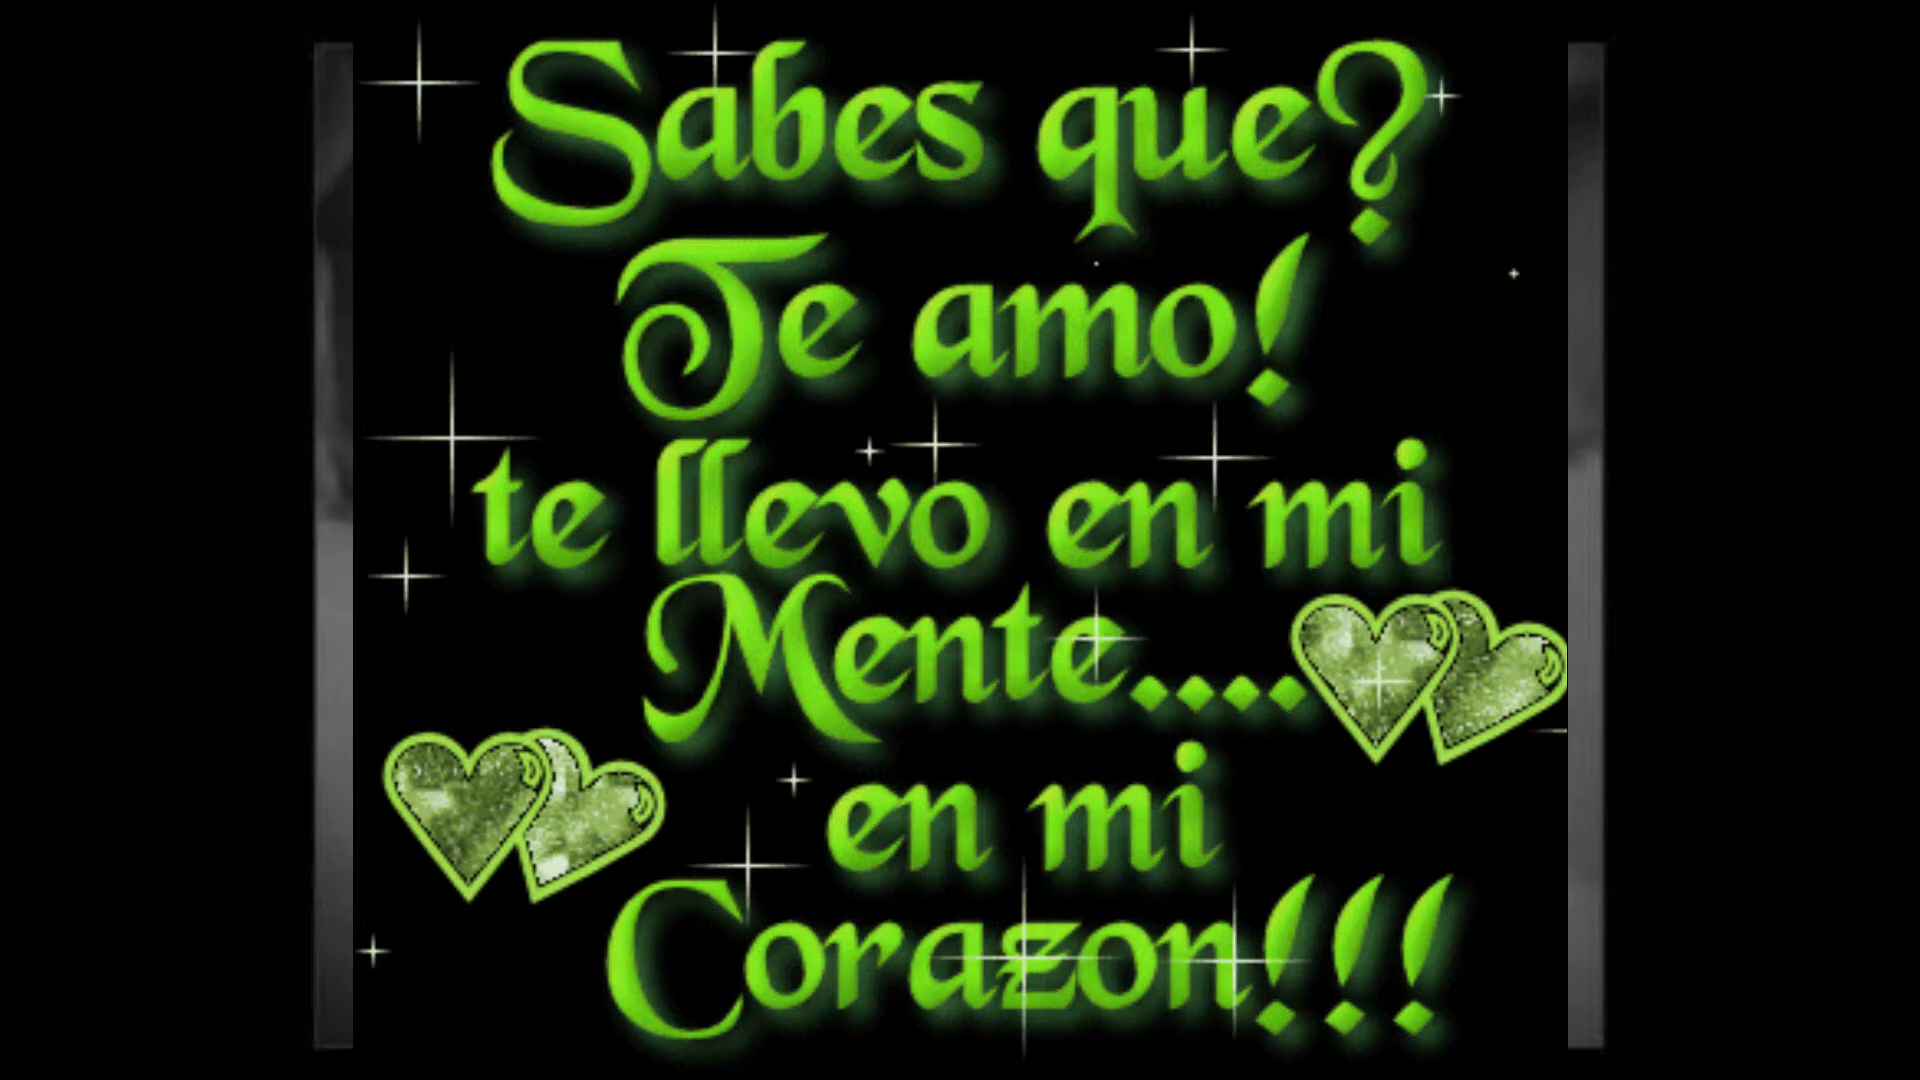 Sabes que?
Te amo!
te llevo en mi
Mente....
en mi
Corazon!!!